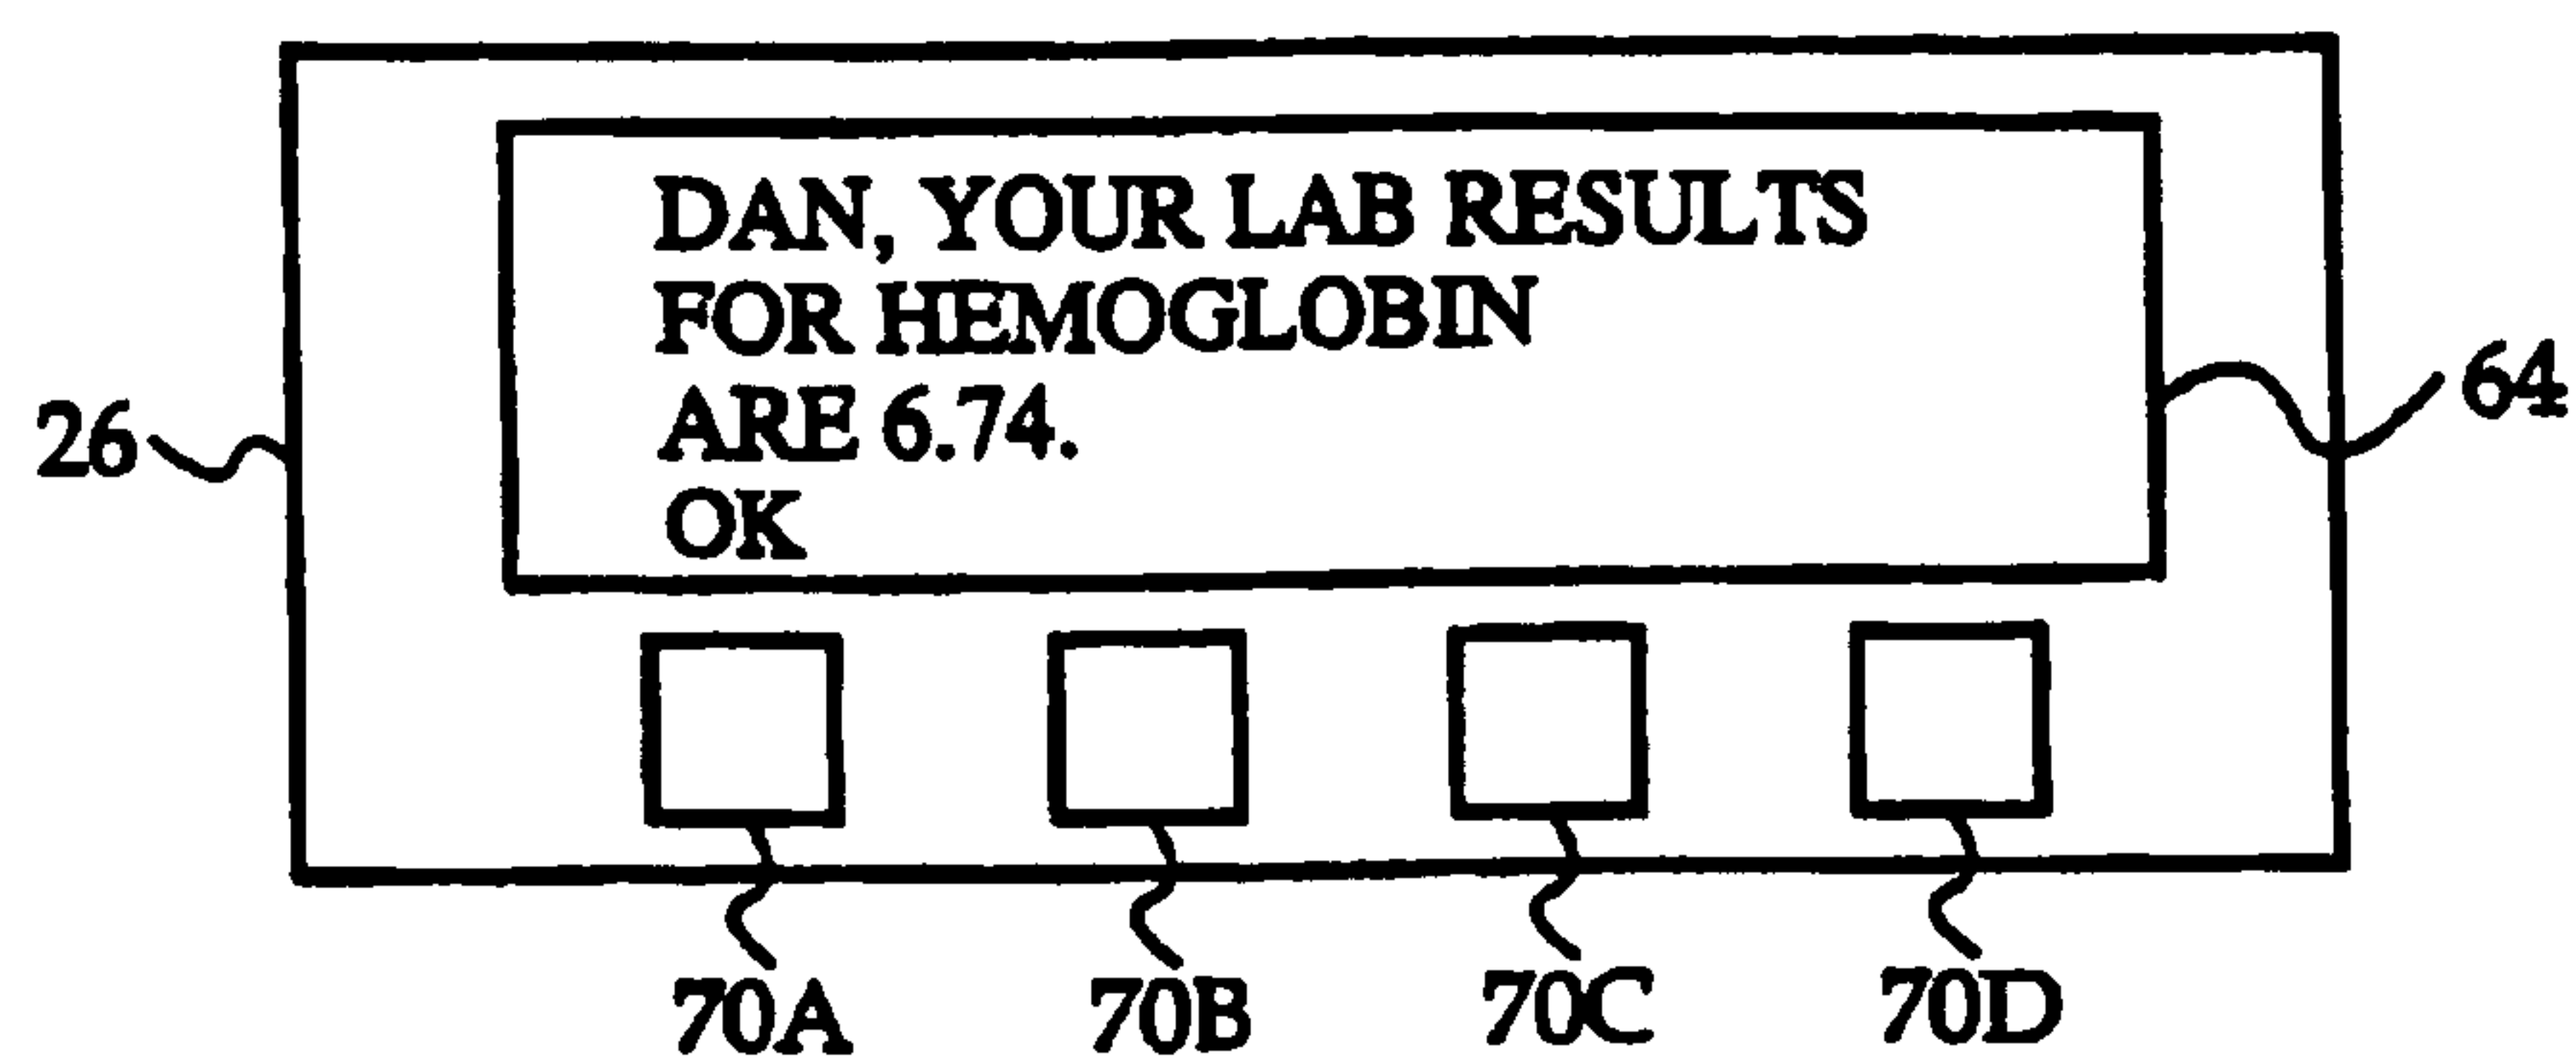 DAN, YOUR LAB RESULTS
FOR HEMOGLOBIN
ARE 6.74.
OK
26
64
70A 70B 70C 70D